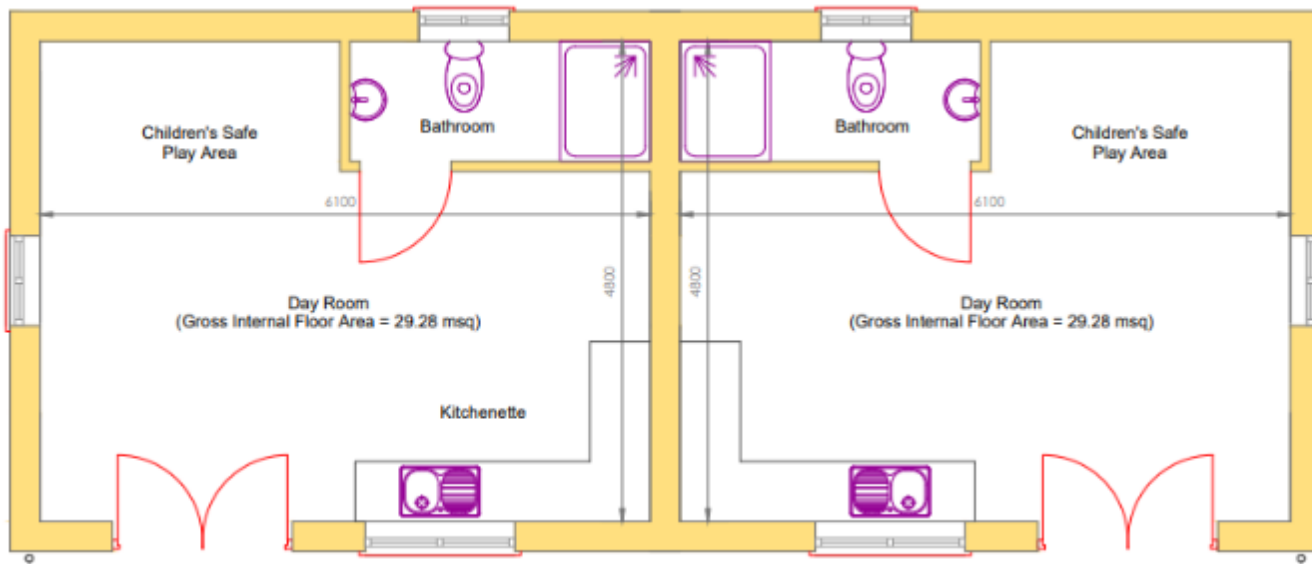 Children's Safe
Play Area
Bathroom
Bathroom
Children's Safe
Play Area
6100
6100
4800
4800
Day Room
(Gross Internal Floor Area = 29.28 msq)
Day Room
(Gross Internal Floor Area = 29.28 msq)
Kitchenette